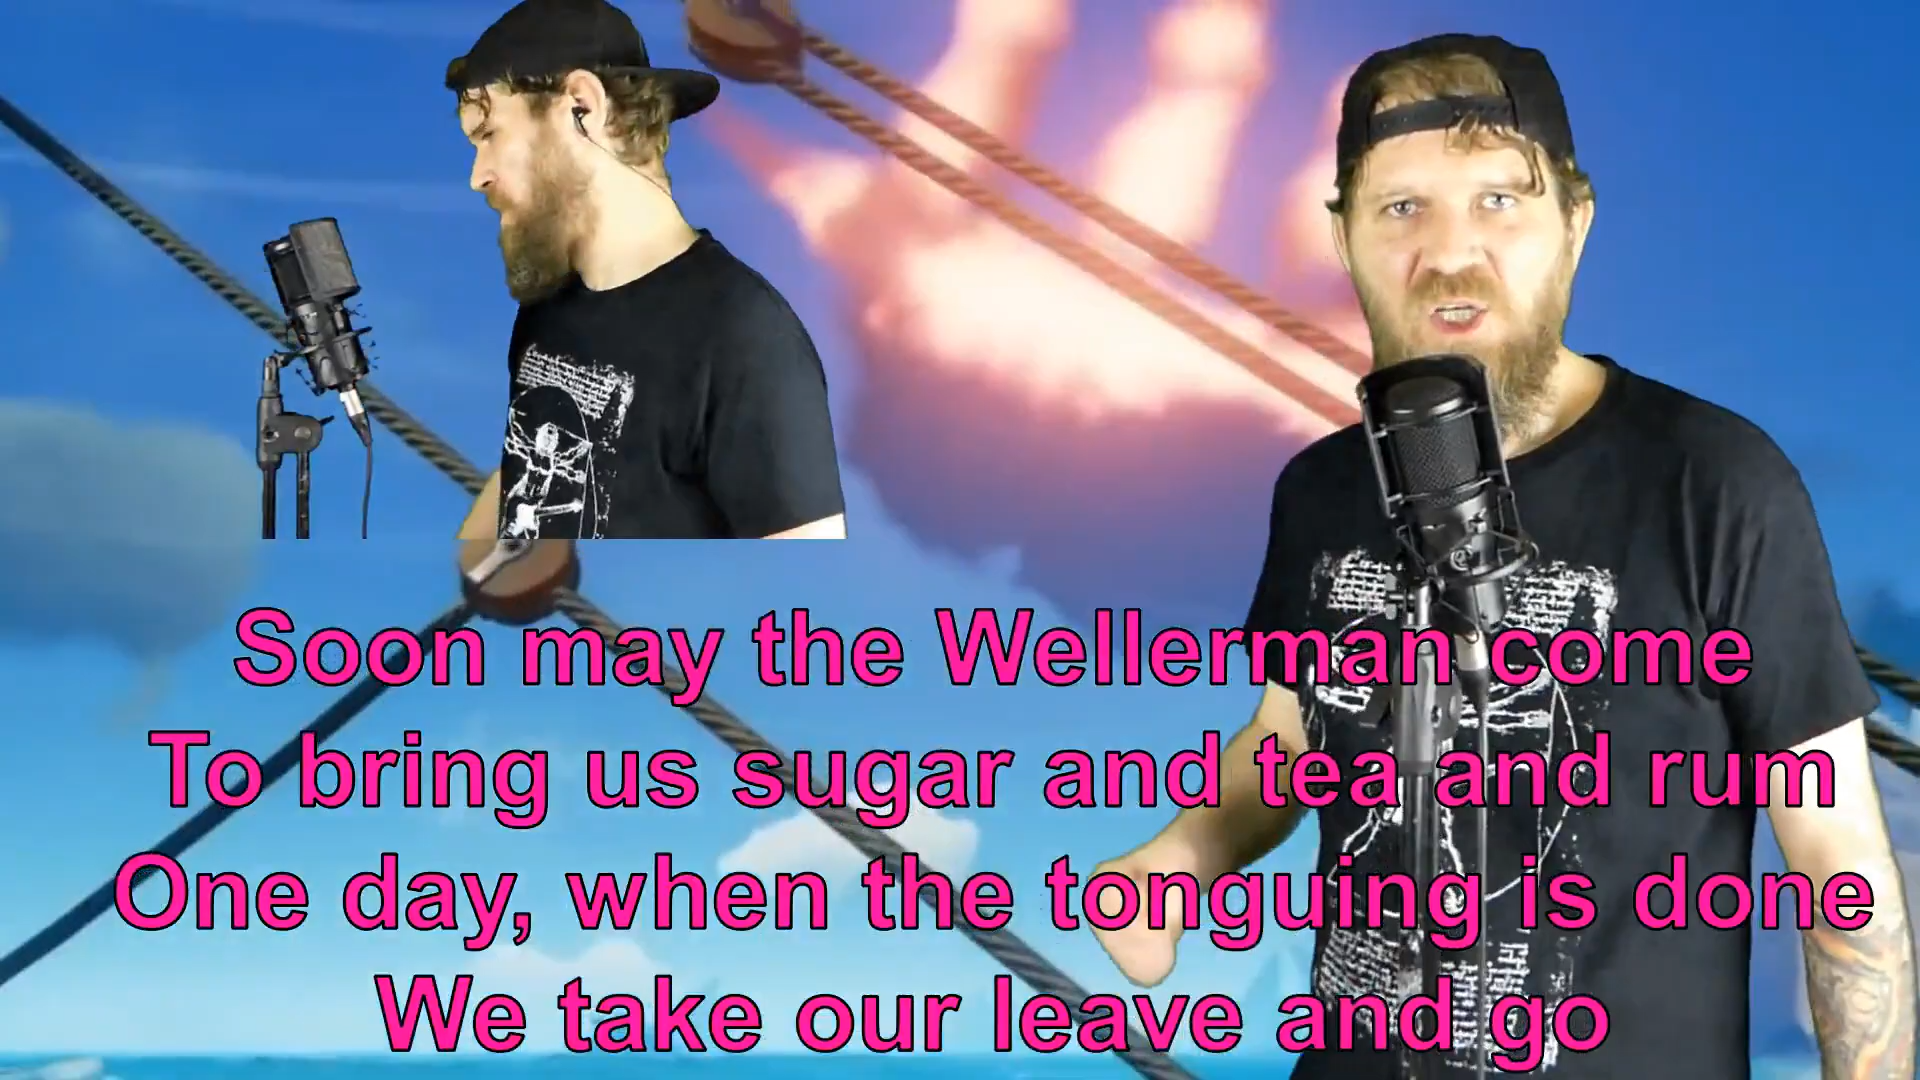 Soon may the Wellerman come
To bring us sugar and tea and rum
One day, when the tonguing is done
We take our leave and go